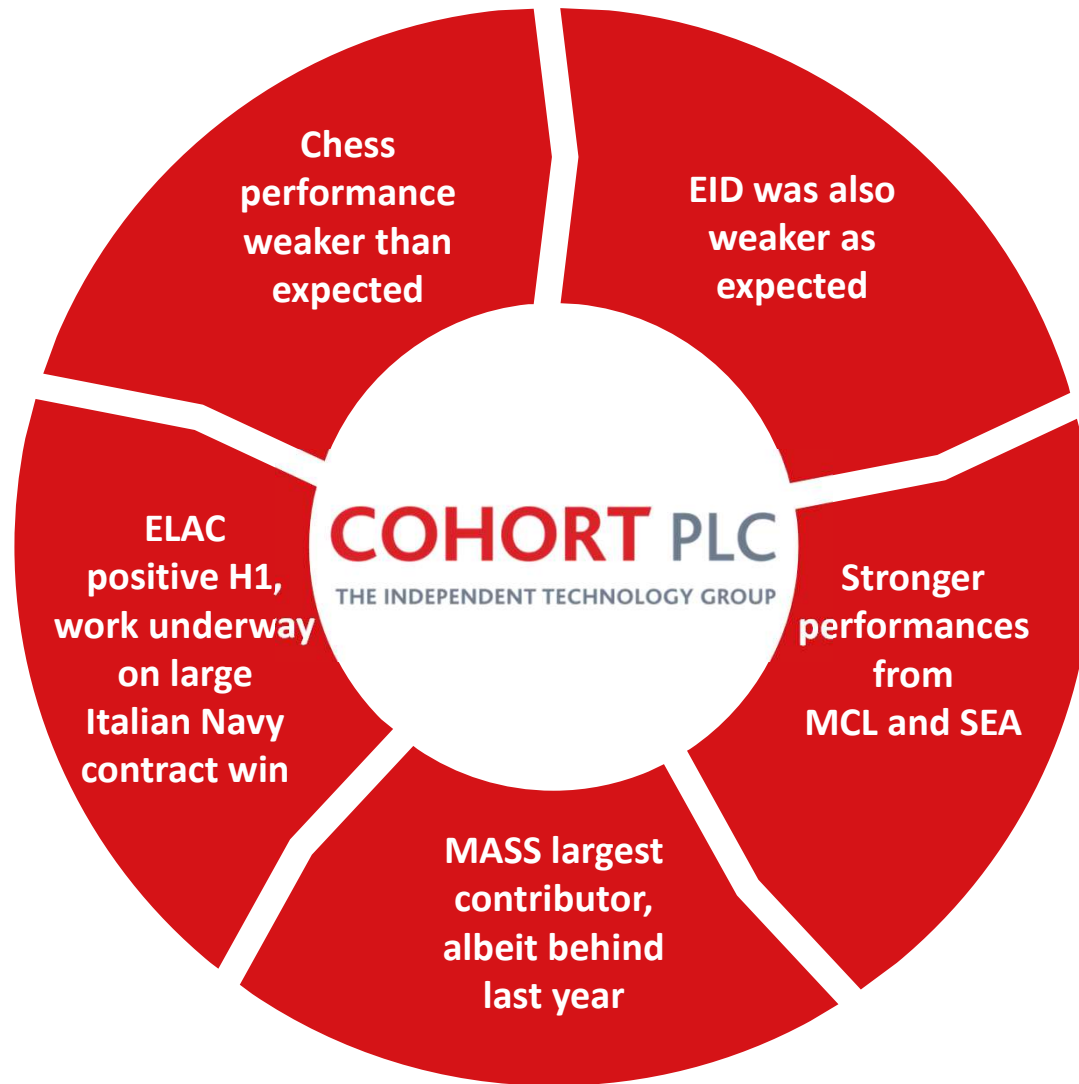 Chess
performance
weaker than
expected
EID was also
weaker as
expected
Stronger
performances
from
MCL and SEA
MASS largest
contributor,
albeit behind
last year
ELAC
positive H1,
work underway
on large
Italian Navy
contract win
COHORT PLC
THE INDEPENDENT TECHNOLOGY GROUP